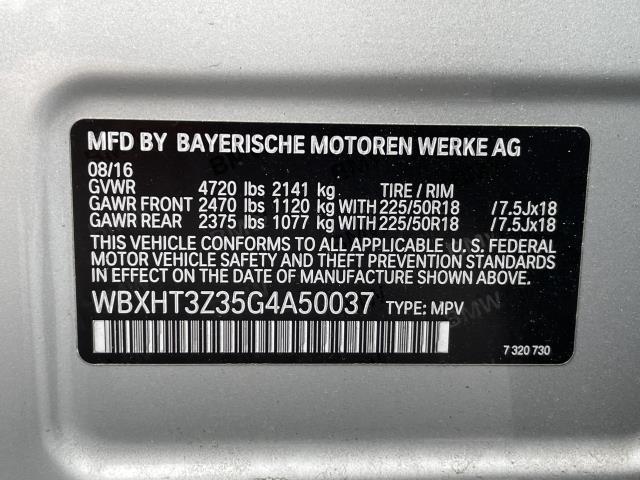 MFD BY BAYERISCHE MOTOREN WERKE AG
08/16
GVWR 4720 lbs 2141 kg TIRE / RIM
GAWR FRONT 2470 lbs 1120 kg WITH 225/50R18 /7.5Jx18
GAWR REAR 2375 lbs 1077 kg WITH 225/50R18 /7.5Jx18
THIS VEHICLE CONFORMS TO ALL APPLICABLE U.S. FEDERAL
MOTOR VEHICLE SAFETY AND THEFT PREVENTION STANDARDS
IN EFFECT ON THE DATE OF MANUFACTURE SHOWN ABOVE.
WBXHT3Z35G4A50037 TYPE: MPV
BMW
7 320 730